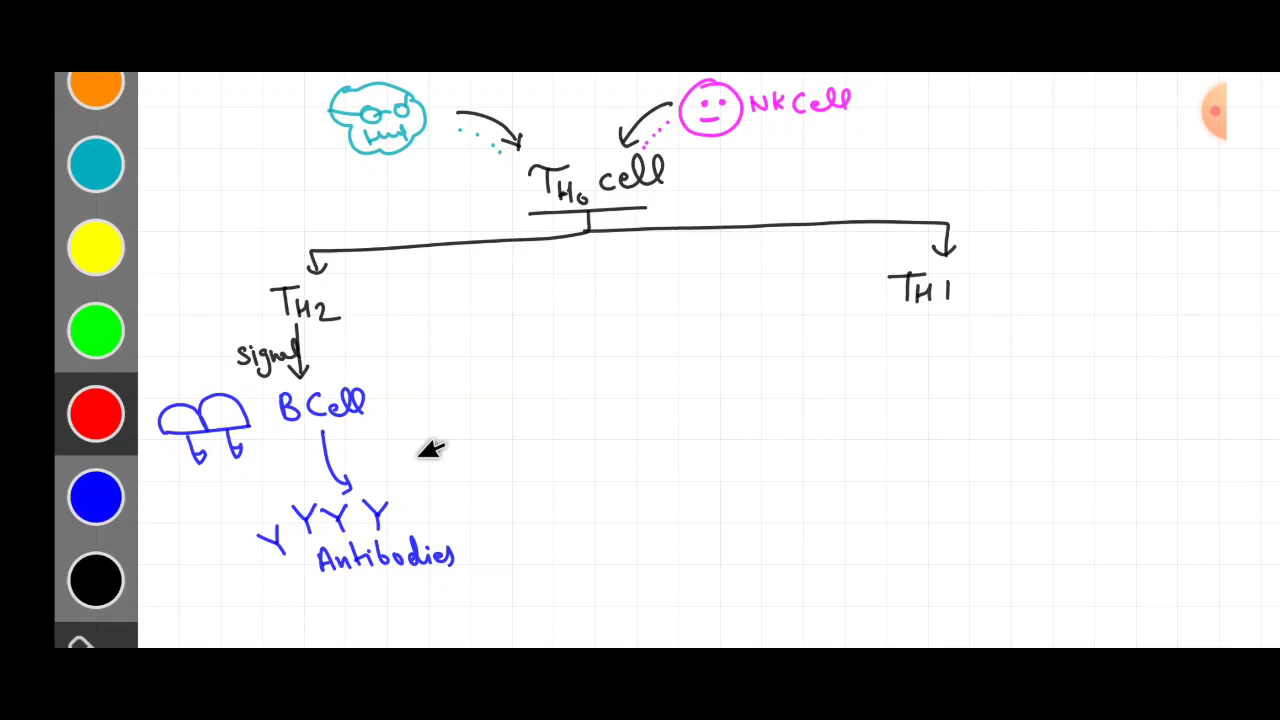 NK Cell
TH0 cell
TH2
TH1
signal
B Cell
Y Y Y Y
Antibodies